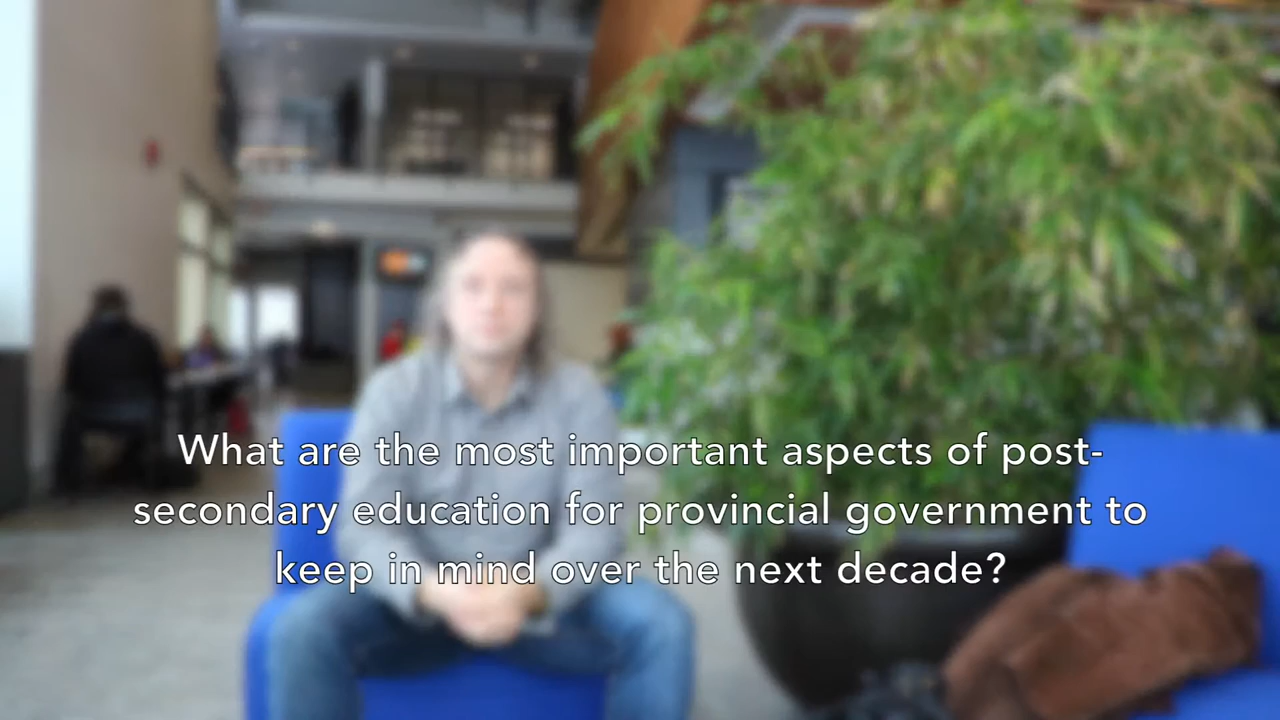 What are the most important aspects of post-
secondary education for provincial government to
keep in mind over the next decade?